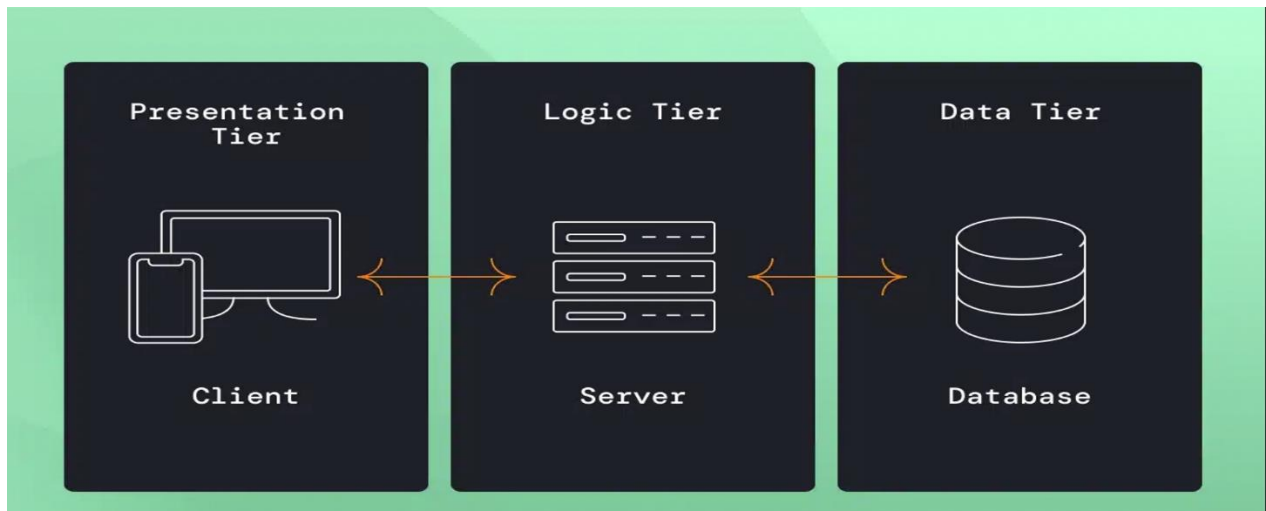 Presentation
Tier
Logic Tier
Data Tier
Client
Server
Database